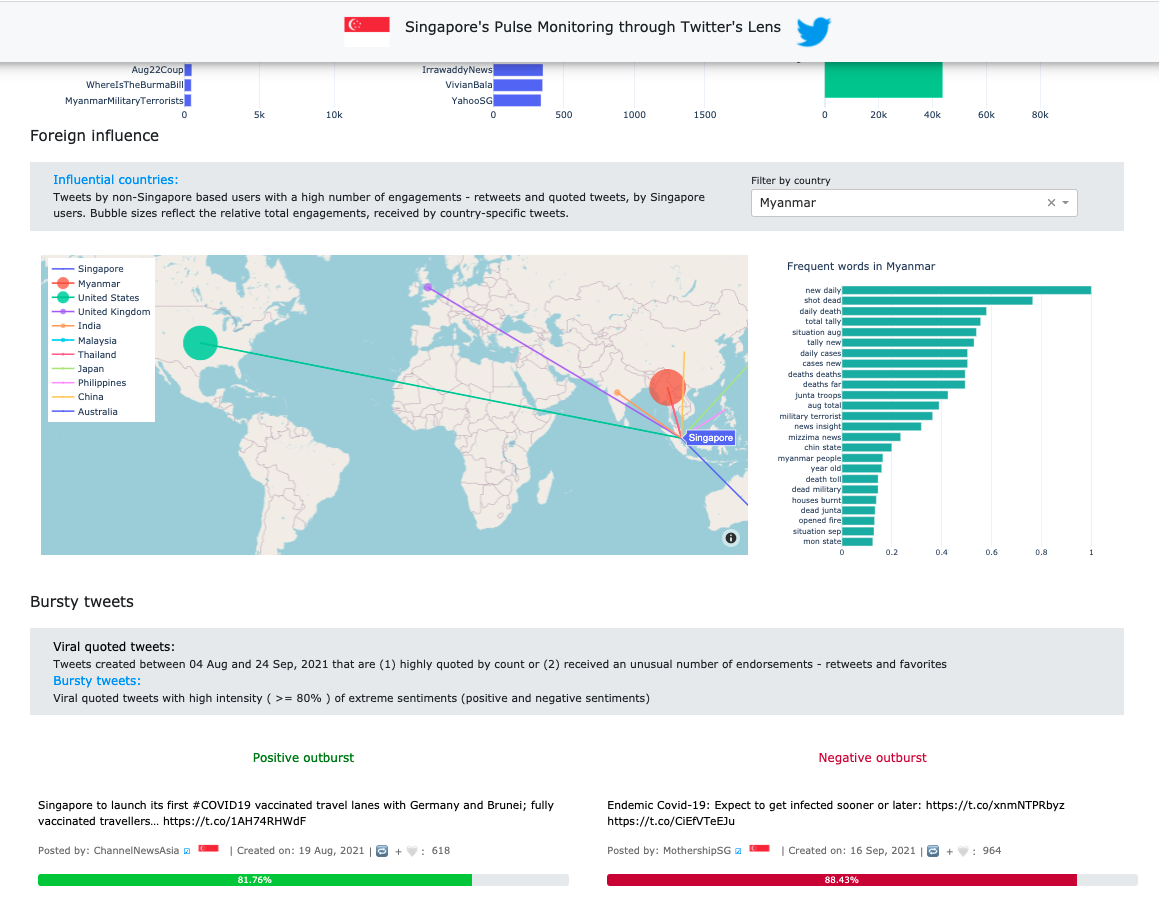 Singapore's Pulse Monitoring through Twitter's Lens
Aug22Coup
WhereIsTheBurmaBill
MyanmarMilitaryTerrorists
0 5k 10k
IrrawaddyNews
VivianBala
YahooSG
0 500 1000 1500
0 20k 40k 60k 80k
Foreign influence
Influential countries:
Tweets by non-Singapore based users with a high number of engagements - retweets and quoted tweets, by Singapore
users. Bubble sizes reflect the relative total engagements, received by country-specific tweets.
Filter by country
Myanmar
Singapore
Myanmar
United States
United Kingdom
India
Malaysia
Thailand
Japan
Philippines
China
Australia
Singapore
Frequent words in Myanmar
new daily
shot dead
daily death
total tally
situation aug
tally new
daily cases
cases new
deaths deaths
deaths far
junta troops
aug total
military terrorist
news insight
mizzima news
chin state
myanmar people
year old
death toll
dead military
houses burnt
dead junta
opened fire
situation sep
mon state
0 0.2 0.4 0.6 0.8 1
Bursty tweets
Viral quoted tweets:
Tweets created between 04 Aug and 24 Sep, 2021 that are (1) highly quoted by count or (2) received an unusual number of endorsements - retweets and favorites
Bursty tweets:
Viral quoted tweets with high intensity ( >= 80% ) of extreme sentiments (positive and negative sentiments)
Positive outburst
Singapore to launch its first #COVID19 vaccinated travel lanes with Germany and Brunei; fully
vaccinated travellers… https://t.co/1AH74RHWdF
Posted by: ChannelNewsAsia | Created on: 19 Aug, 2021 | + : 618
81.76%
Negative outburst
Endemic Covid-19: Expect to get infected sooner or later: https://t.co/xnmNTPRbyz
https://t.co/CiEfVTeEJu
Posted by: MothershipSG | Created on: 16 Sep, 2021 | + : 964
88.43%